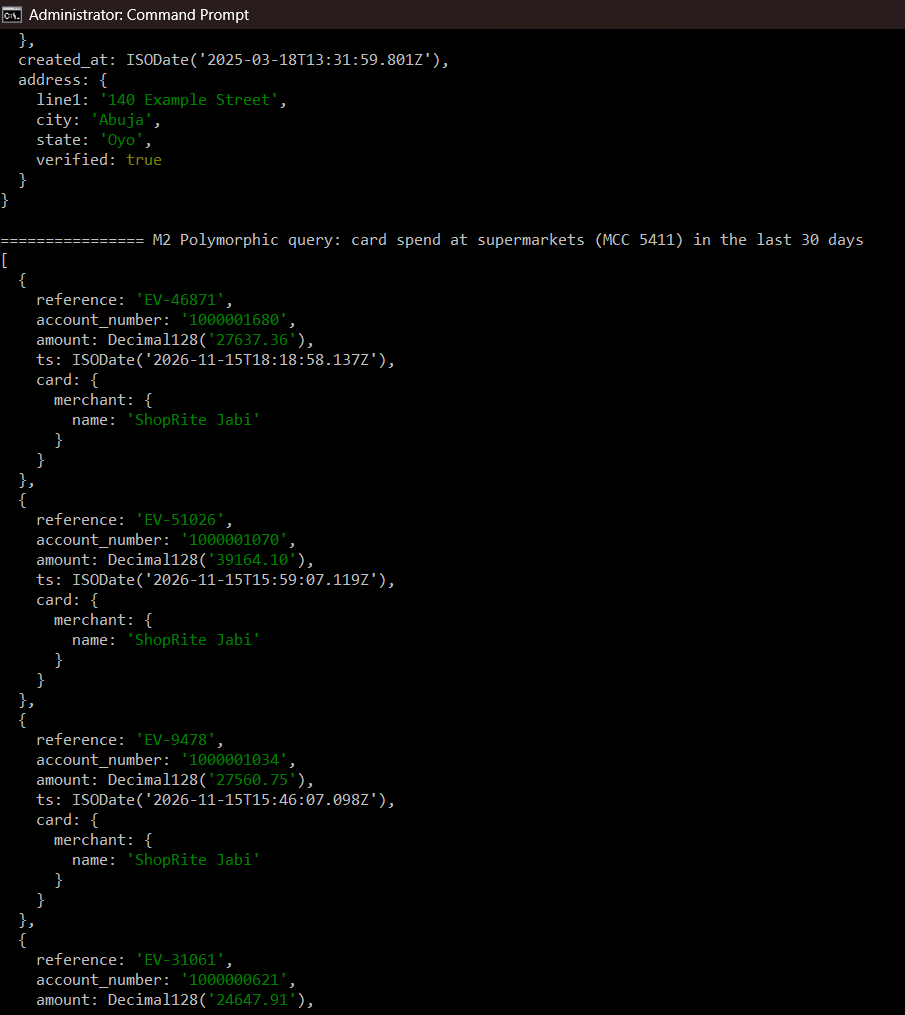 Administrator: Command Prompt
  },
  created_at: ISODate('2025-03-18T13:31:59.801Z'),
  address: {
    line1: '140 Example Street',
    city: 'Abuja',
    state: 'Oyo',
    verified: true
  }
}

================ M2 Polymorphic query: card spend at supermarkets (MCC 5411) in the last 30 days
[
  {
    reference: 'EV-46871',
    account_number: '1000001680',
    amount: Decimal128('27637.36'),
    ts: ISODate('2026-11-15T18:18:58.137Z'),
    card: {
      merchant: {
        name: 'ShopRite Jabi'
      }
    }
  },
  {
    reference: 'EV-51026',
    account_number: '1000001070',
    amount: Decimal128('39164.10'),
    ts: ISODate('2026-11-15T15:59:07.119Z'),
    card: {
      merchant: {
        name: 'ShopRite Jabi'
      }
    }
  },
  {
    reference: 'EV-9478',
    account_number: '1000001034',
    amount: Decimal128('27560.75'),
    ts: ISODate('2026-11-15T15:46:07.098Z'),
    card: {
      merchant: {
        name: 'ShopRite Jabi'
      }
    }
  },
  {
    reference: 'EV-31061',
    account_number: '1000000621',
    amount: Decimal128('24647.91'),